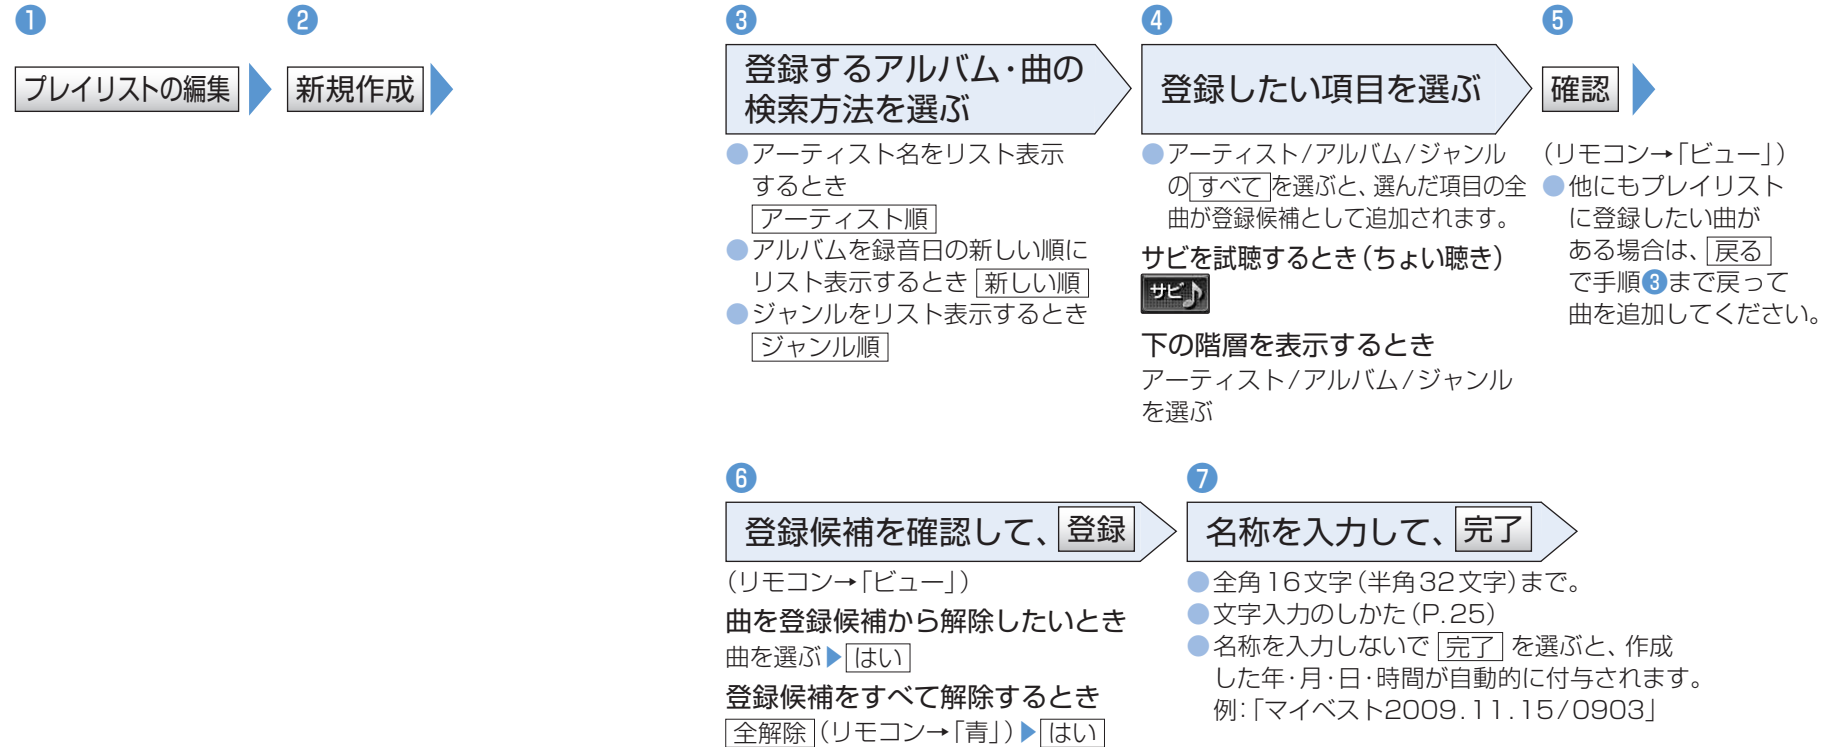 ❶
プレイリストの編集
❷
新規作成
❸
登録するアルバム・曲の
検索方法を選ぶ
●アーティスト名をリスト表示
するとき
アーティスト順
●アルバムを録音日の新しい順に
リスト表示するとき 新しい順
●ジャンルをリスト表示するとき
ジャンル順
❹
登録したい項目を選ぶ
●アーティスト/アルバム/ジャンル
の すべて を選ぶと、選んだ項目の全
曲が登録候補として追加されます。
サビを試聴するとき(ちょい聴き)
サビ♪
下の階層を表示するとき
アーティスト/アルバム/ジャンル
を選ぶ
❺
確認
(リモコン→「ビュー」)
●他にもプレイリスト
に登録したい曲が
ある場合は、戻る
で手順❸まで戻って
曲を追加してください。
❻
登録候補を確認して、登録
(リモコン→「ビュー」)
曲を登録候補から解除したいとき
曲を選ぶ▶はい
登録候補をすべて解除するとき
全解除(リモコン→「青」)▶はい
❼
名称を入力して、完了
●全角16文字(半角32文字)まで。
●文字入力のしかた(P.25)
●名称を入力しないで 完了 を選ぶと、作成
した年・月・日・時間が自動的に付与されます。
例:「マイベスト2009.11.15/0903」